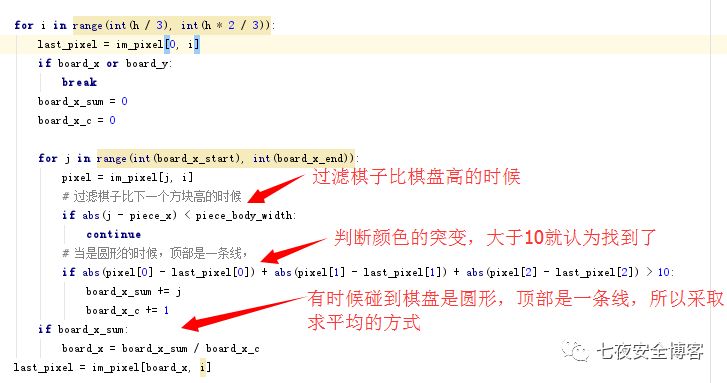 for i in range(int(h / 3), int(h * 2 / 3)):
last_pixel = im_pixel[0, i]
if board_x or board_y:
break
board_x_sum = 0
board_x_c = 0
for j in range(int(board_x_start), int(board_x_end)):
pixel = im_pixel[j, i]
过滤棋子比棋盘高的时候
# 过滤棋子比下一个方块高的时候
if abs(j - piece_x) < piece_body_width:
continue
判断颜色的突变，大于10就认为找到了
# 当是圆形的时候，顶部是一条线，
if abs(pixel[0] - last_pixel[0]) + abs(pixel[1] - last_pixel[1]) + abs(pixel[2] - last_pixel[2]) > 10:
board_x_sum += j
board_x_c += 1
有时候碰到棋盘是圆形，顶部是一条线，所以采取
求平均的方式
if board_x_sum:
board_x = board_x_sum / board_x_c
last_pixel = im_pixel[board_x, i]
七夜安全博客